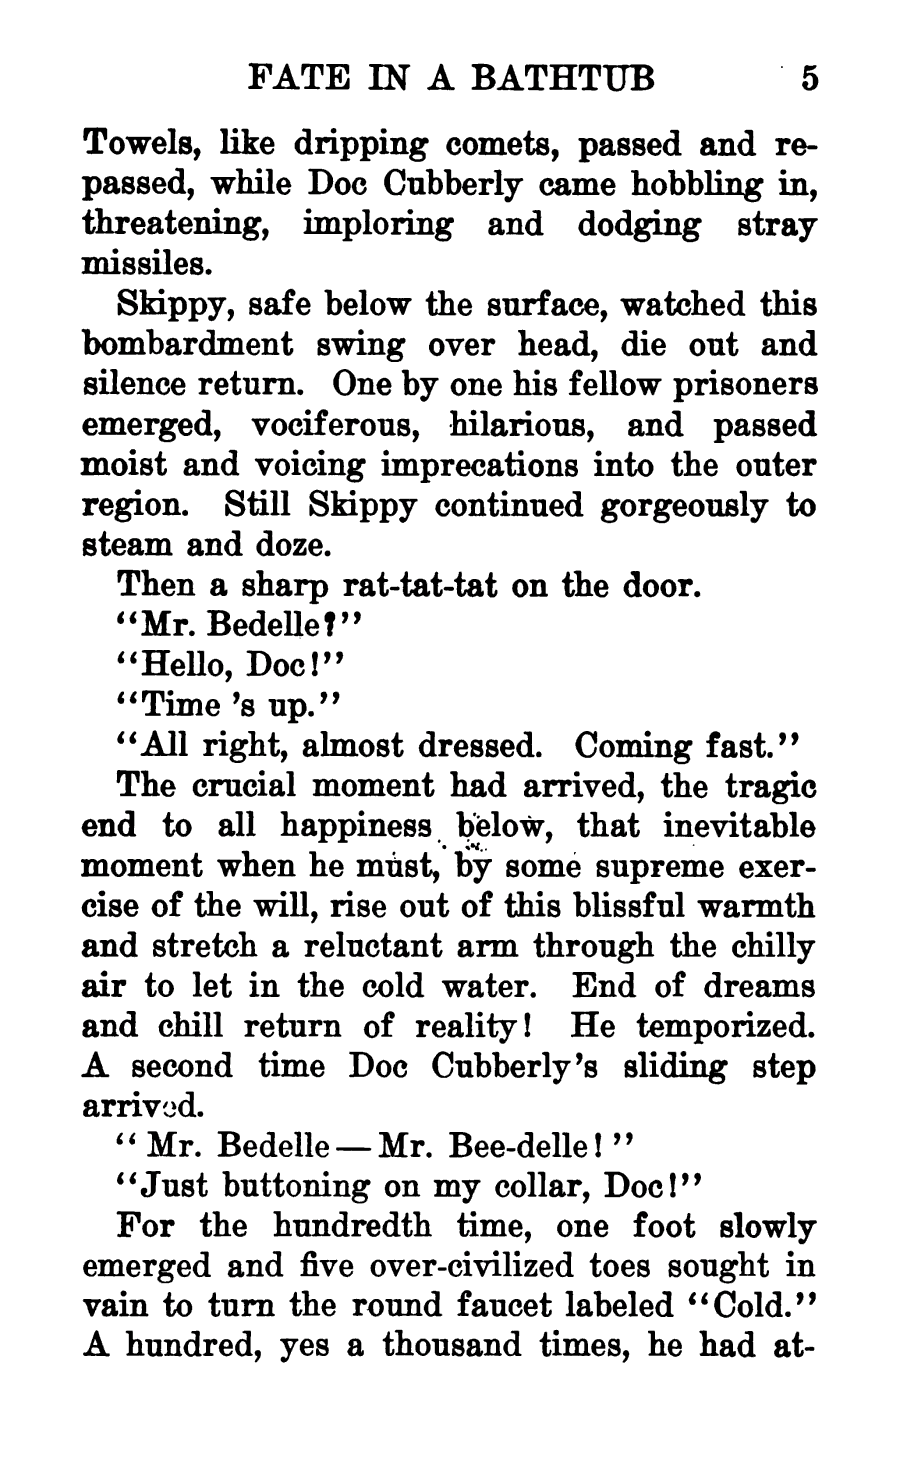 FATE IN A BATHTUB 5
Towels, like dripping comets, passed and re-
passed, while Doc Cubberly came hobbling in,
threatening, imploring and dodging stray
missiles.
Skippy, safe below the surface, watched this
bombardment swing over head, die out and
silence return. One by one his fellow prisoners
emerged, vociferous, hilarious, and passed
moist and voicing imprecations into the outer
region. Still Skippy continued gorgeously to
steam and doze.
Then a sharp rat-tat-tat on the door.
“Mr. Bedelle?”
“Hello, Doc!”
“Time 's up.”
“All right, almost dressed. Coming fast.”
The crucial moment had arrived, the tragic
end to all happiness below, that inevitable
moment when he must, by some supreme exer-
cise of the will, rise out of this blissful warmth
and stretch a reluctant arm through the chilly
air to let in the cold water. End of dreams
and chill return of reality! He temporized.
A second time Doc Cubberly's sliding step
arrived.
“Mr. Bedelle—Mr. Bee-delle!”
“Just buttoning on my collar, Doc!”
For the hundredth time, one foot slowly
emerged and five over-civilized toes sought in
vain to turn the round faucet labeled “Cold.”
A hundred, yes a thousand times, he had at-